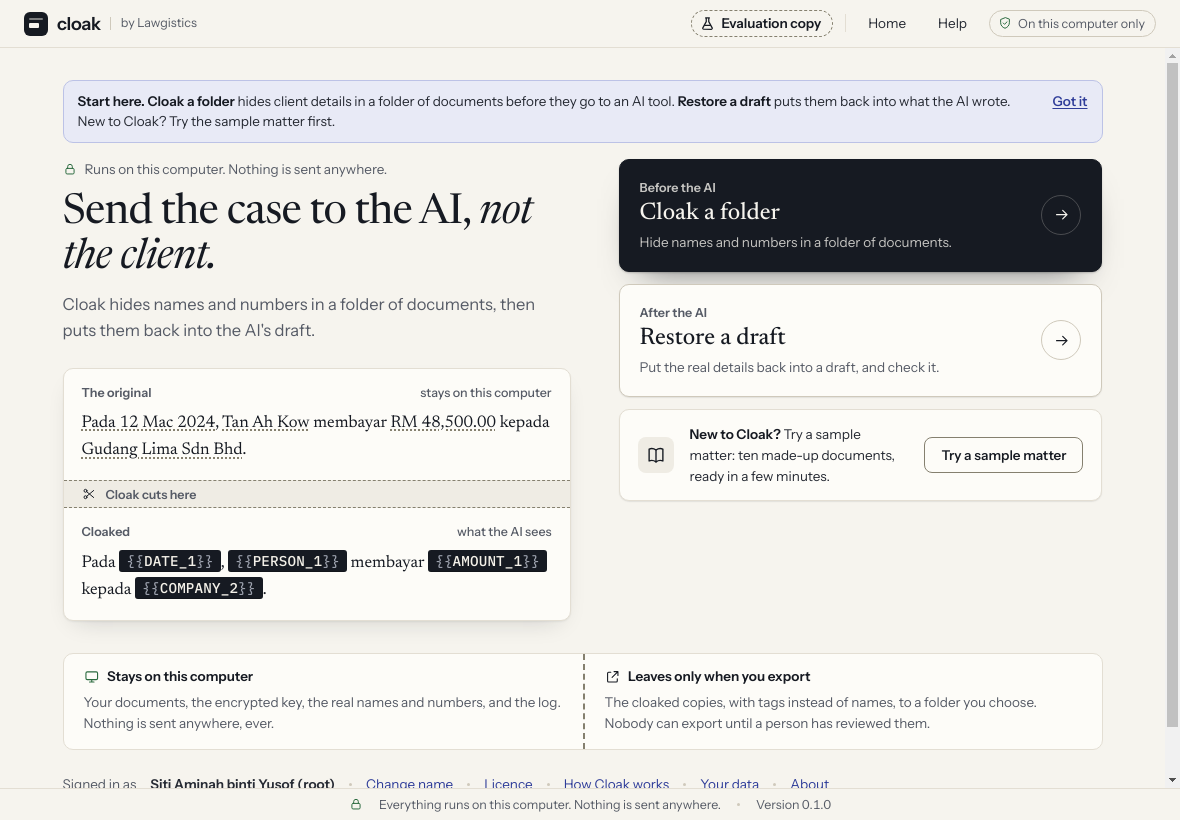 cloak
by Lawgistics
Evaluation copy
Home
Help
On this computer only
Start here. Cloak a folder hides client details in a folder of documents before they go to an AI tool. Restore a draft puts them back into what the AI wrote.
New to Cloak? Try the sample matter first.
Got it
Runs on this computer. Nothing is sent anywhere.
Send the case to the AI, not
the client.
Cloak hides names and numbers in a folder of documents, then
puts them back into the AI's draft.
The original
stays on this computer
Pada 12 Mac 2024, Tan Ah Kow membayar RM 48,500.00 kepada
Gudang Lima Sdn Bhd.
Cloak cuts here
Cloaked
what the AI sees
Pada {{DATE_1}}, {{PERSON_1}} membayar {{AMOUNT_1}}
kepada {{COMPANY_2}}.
Before the AI
Cloak a folder
Hide names and numbers in a folder of documents.
After the AI
Restore a draft
Put the real details back into a draft, and check it.
New to Cloak? Try a sample
matter: ten made-up documents,
ready in a few minutes.
Try a sample matter
Stays on this computer
Your documents, the encrypted key, the real names and numbers, and the log.
Nothing is sent anywhere, ever.
Leaves only when you export
The cloaked copies, with tags instead of names, to a folder you choose.
Nobody can export until a person has reviewed them.
Signed in as Siti Aminah binti Yusof (root) • Change name • Licence • How Cloak works • Your data • About
Everything runs on this computer. Nothing is sent anywhere. • Version 0.1.0